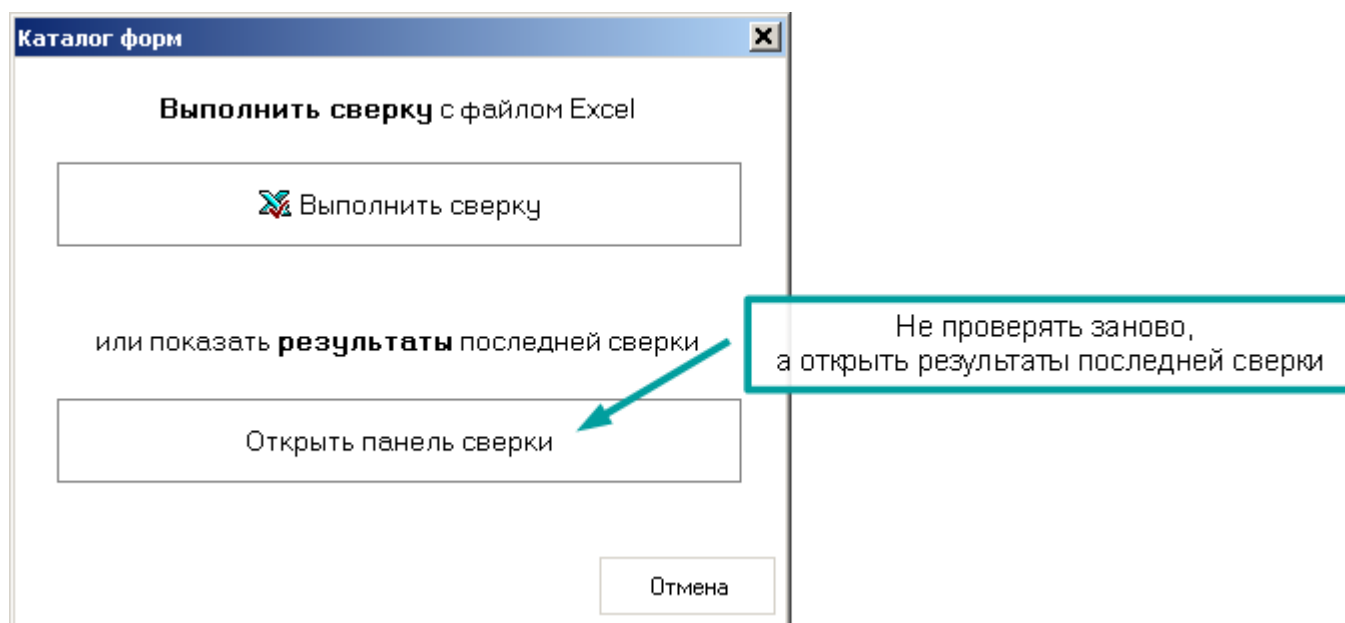 Каталог форм
Выполнить сверку с файлом Excel
Выполнить сверку
или показать результаты последней сверки
Не проверять заново,
а открыть результаты последней сверки
Открыть панель сверки
Отмена